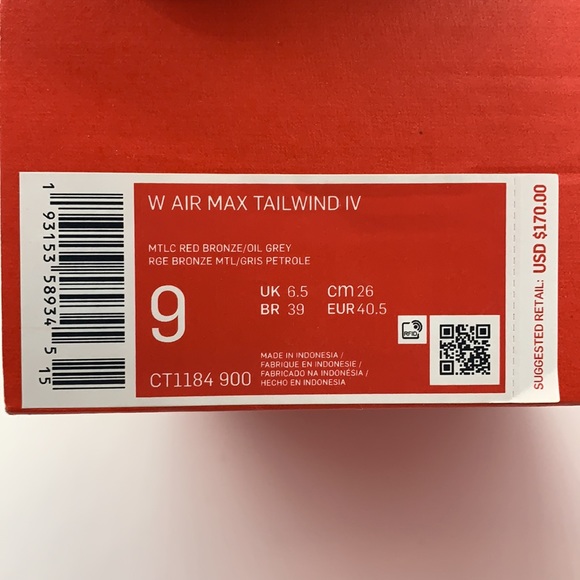 W AIR MAX TAILWIND IV
MTLC RED BRONZE/OIL GREY
RGE BRONZE MTL/GRIS PETROLE
9
UK 6.5 cm 26
BR 39 EUR 40.5
CT1184 900
MADE IN INDONESIA /
FABRIQUE EN INDONESIE /
FABRICADO NA INDONÉSIA /
HECHO EN INDONESIA
RFID
1 93153 58934 5 15
SUGGESTED RETAIL: USD $170.00